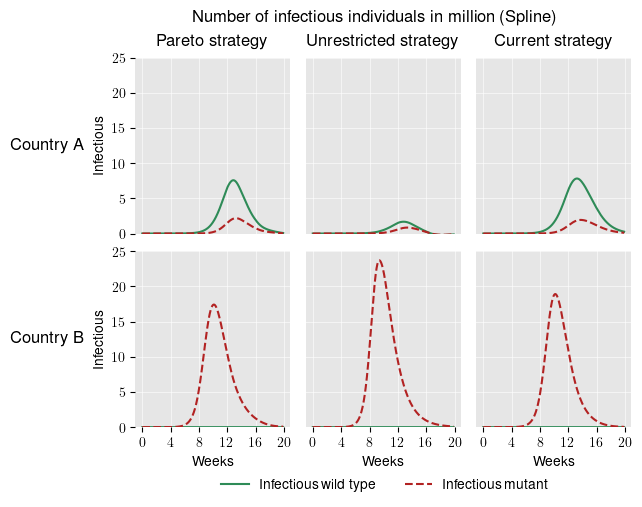 Number of infectious individuals in million (Spline)
Pareto strategy Unrestricted strategy Current strategy
25
20
15
10
5
0
Infectious
Country A
25
20
15
10
5
0
Infectious
Country B
0 4 8 12 16 20 0 4 8 12 16 20 0 4 8 12 16 20
Weeks Weeks Weeks
Infectious wild type Infectious mutant